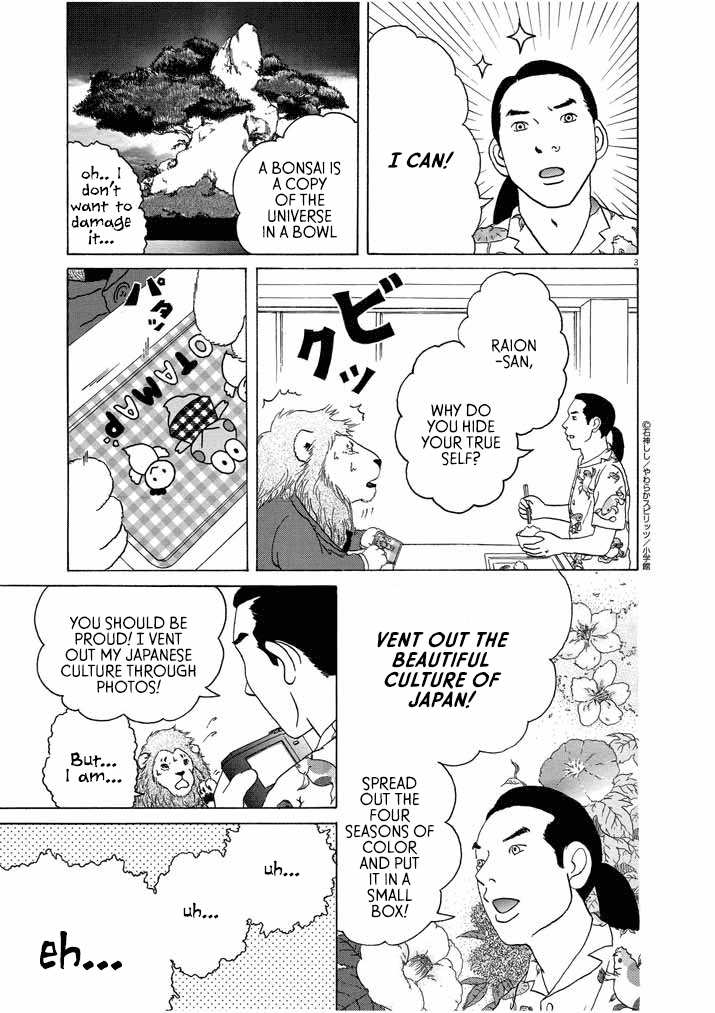 I CAN!
A BONSAI IS
A COPY
OF THE
UNIVERSE
IN A BOWL
oh.. I
don't
want to
damage
it...
3
RAION
-SAN,
WHY DO
YOU HIDE
YOUR TRUE
SELF?
ビクッ
パタッ
OTAMAP
©石神しし/やわらかスピリッツ/小学館
VENT OUT THE
BEAUTIFUL
CULTURE OF
JAPAN!
SPREAD
OUT THE
FOUR
SEASONS OF
COLOR
AND PUT
IT IN A
SMALL
BOX!
YOU SHOULD BE
PROUD! I VENT
OUT MY JAPANESE
CULTURE THROUGH
PHOTOS!
But...
I am...
uh...
uh...
eh...